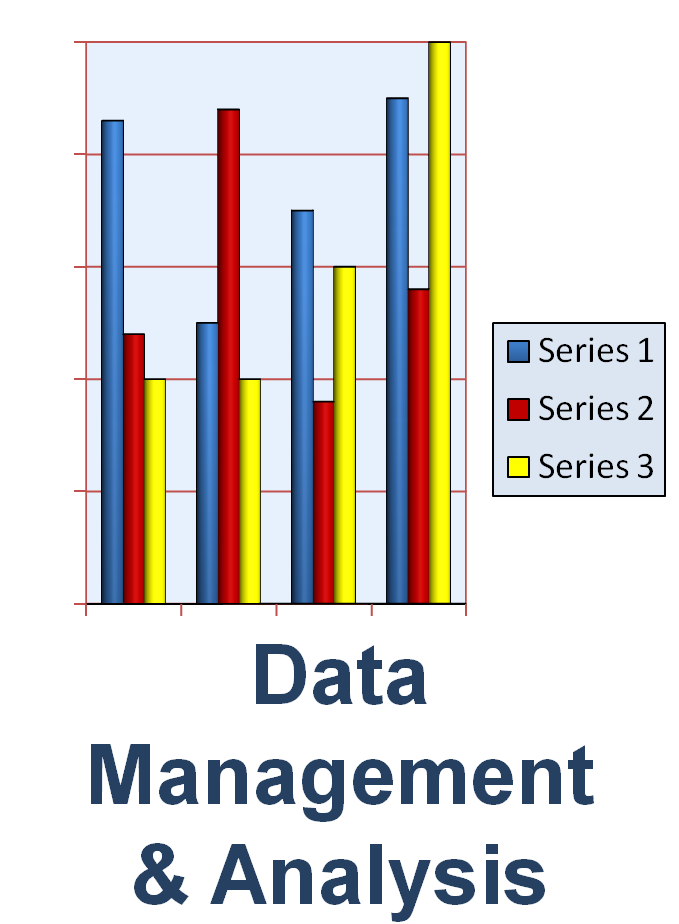 Series 1
Series 2
Series 3
Data
Management
& Analysis